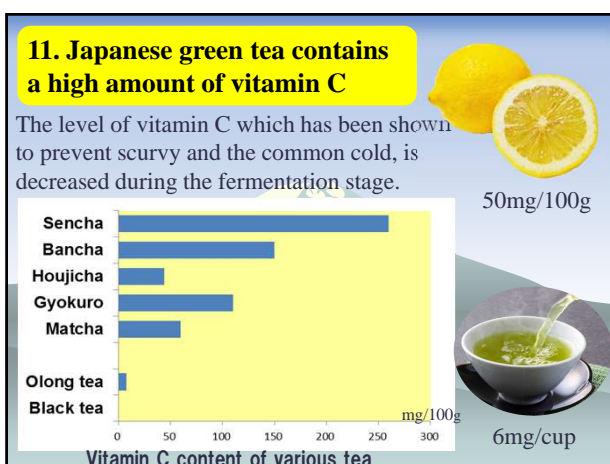 11. Japanese green tea contains
a high amount of vitamin C
The level of vitamin C which has been shown
to prevent scurvy and the common cold, is
decreased during the fermentation stage.
50mg/100g
Sencha
Bancha
Houjicha
Gyokuro
Matcha
Olong tea
Black tea
mg/100g
0 50 100 150 200 250 300
6mg/cup
Vitamin C content of various tea